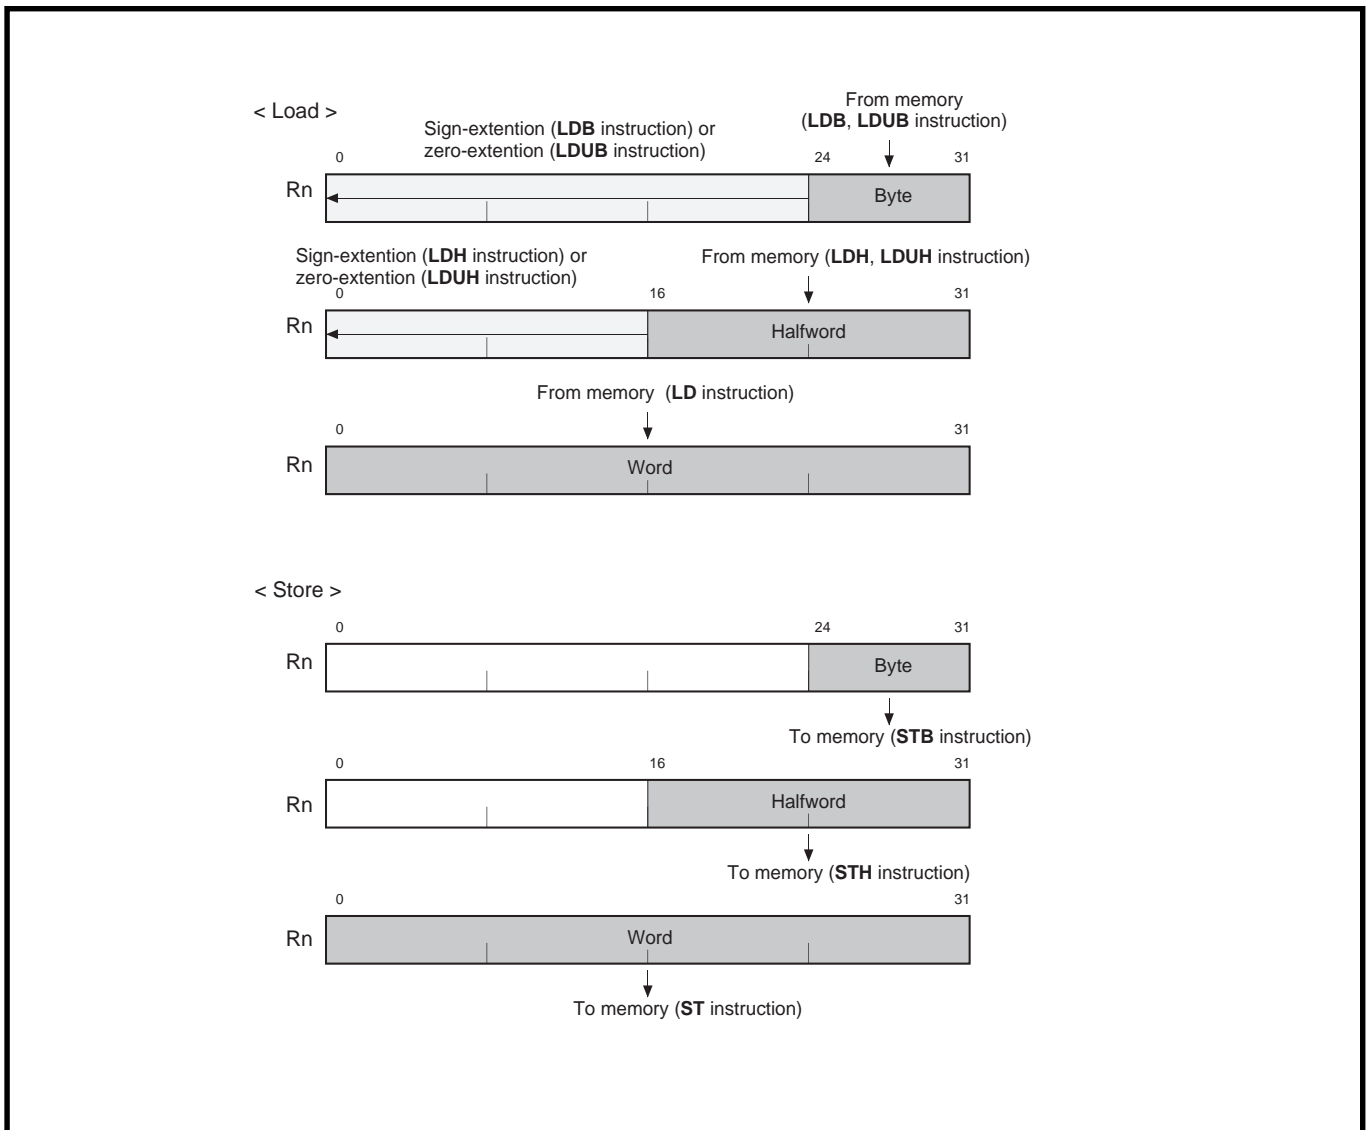 < Load >
From memory
(LDB, LDUB instruction)
Sign-extention (LDB instruction) or
zero-extention (LDUB instruction)
0 24 31
Rn Byte
Sign-extention (LDH instruction) or
zero-extention (LDUH instruction)
From memory (LDH, LDUH instruction)
0 16 31
Rn Halfword
From memory (LD instruction)
0 31
Rn Word
< Store >
0 24 31
Rn Byte
To memory (STB instruction)
0 16 31
Rn Halfword
To memory (STH instruction)
0 31
Rn Word
To memory (ST instruction)